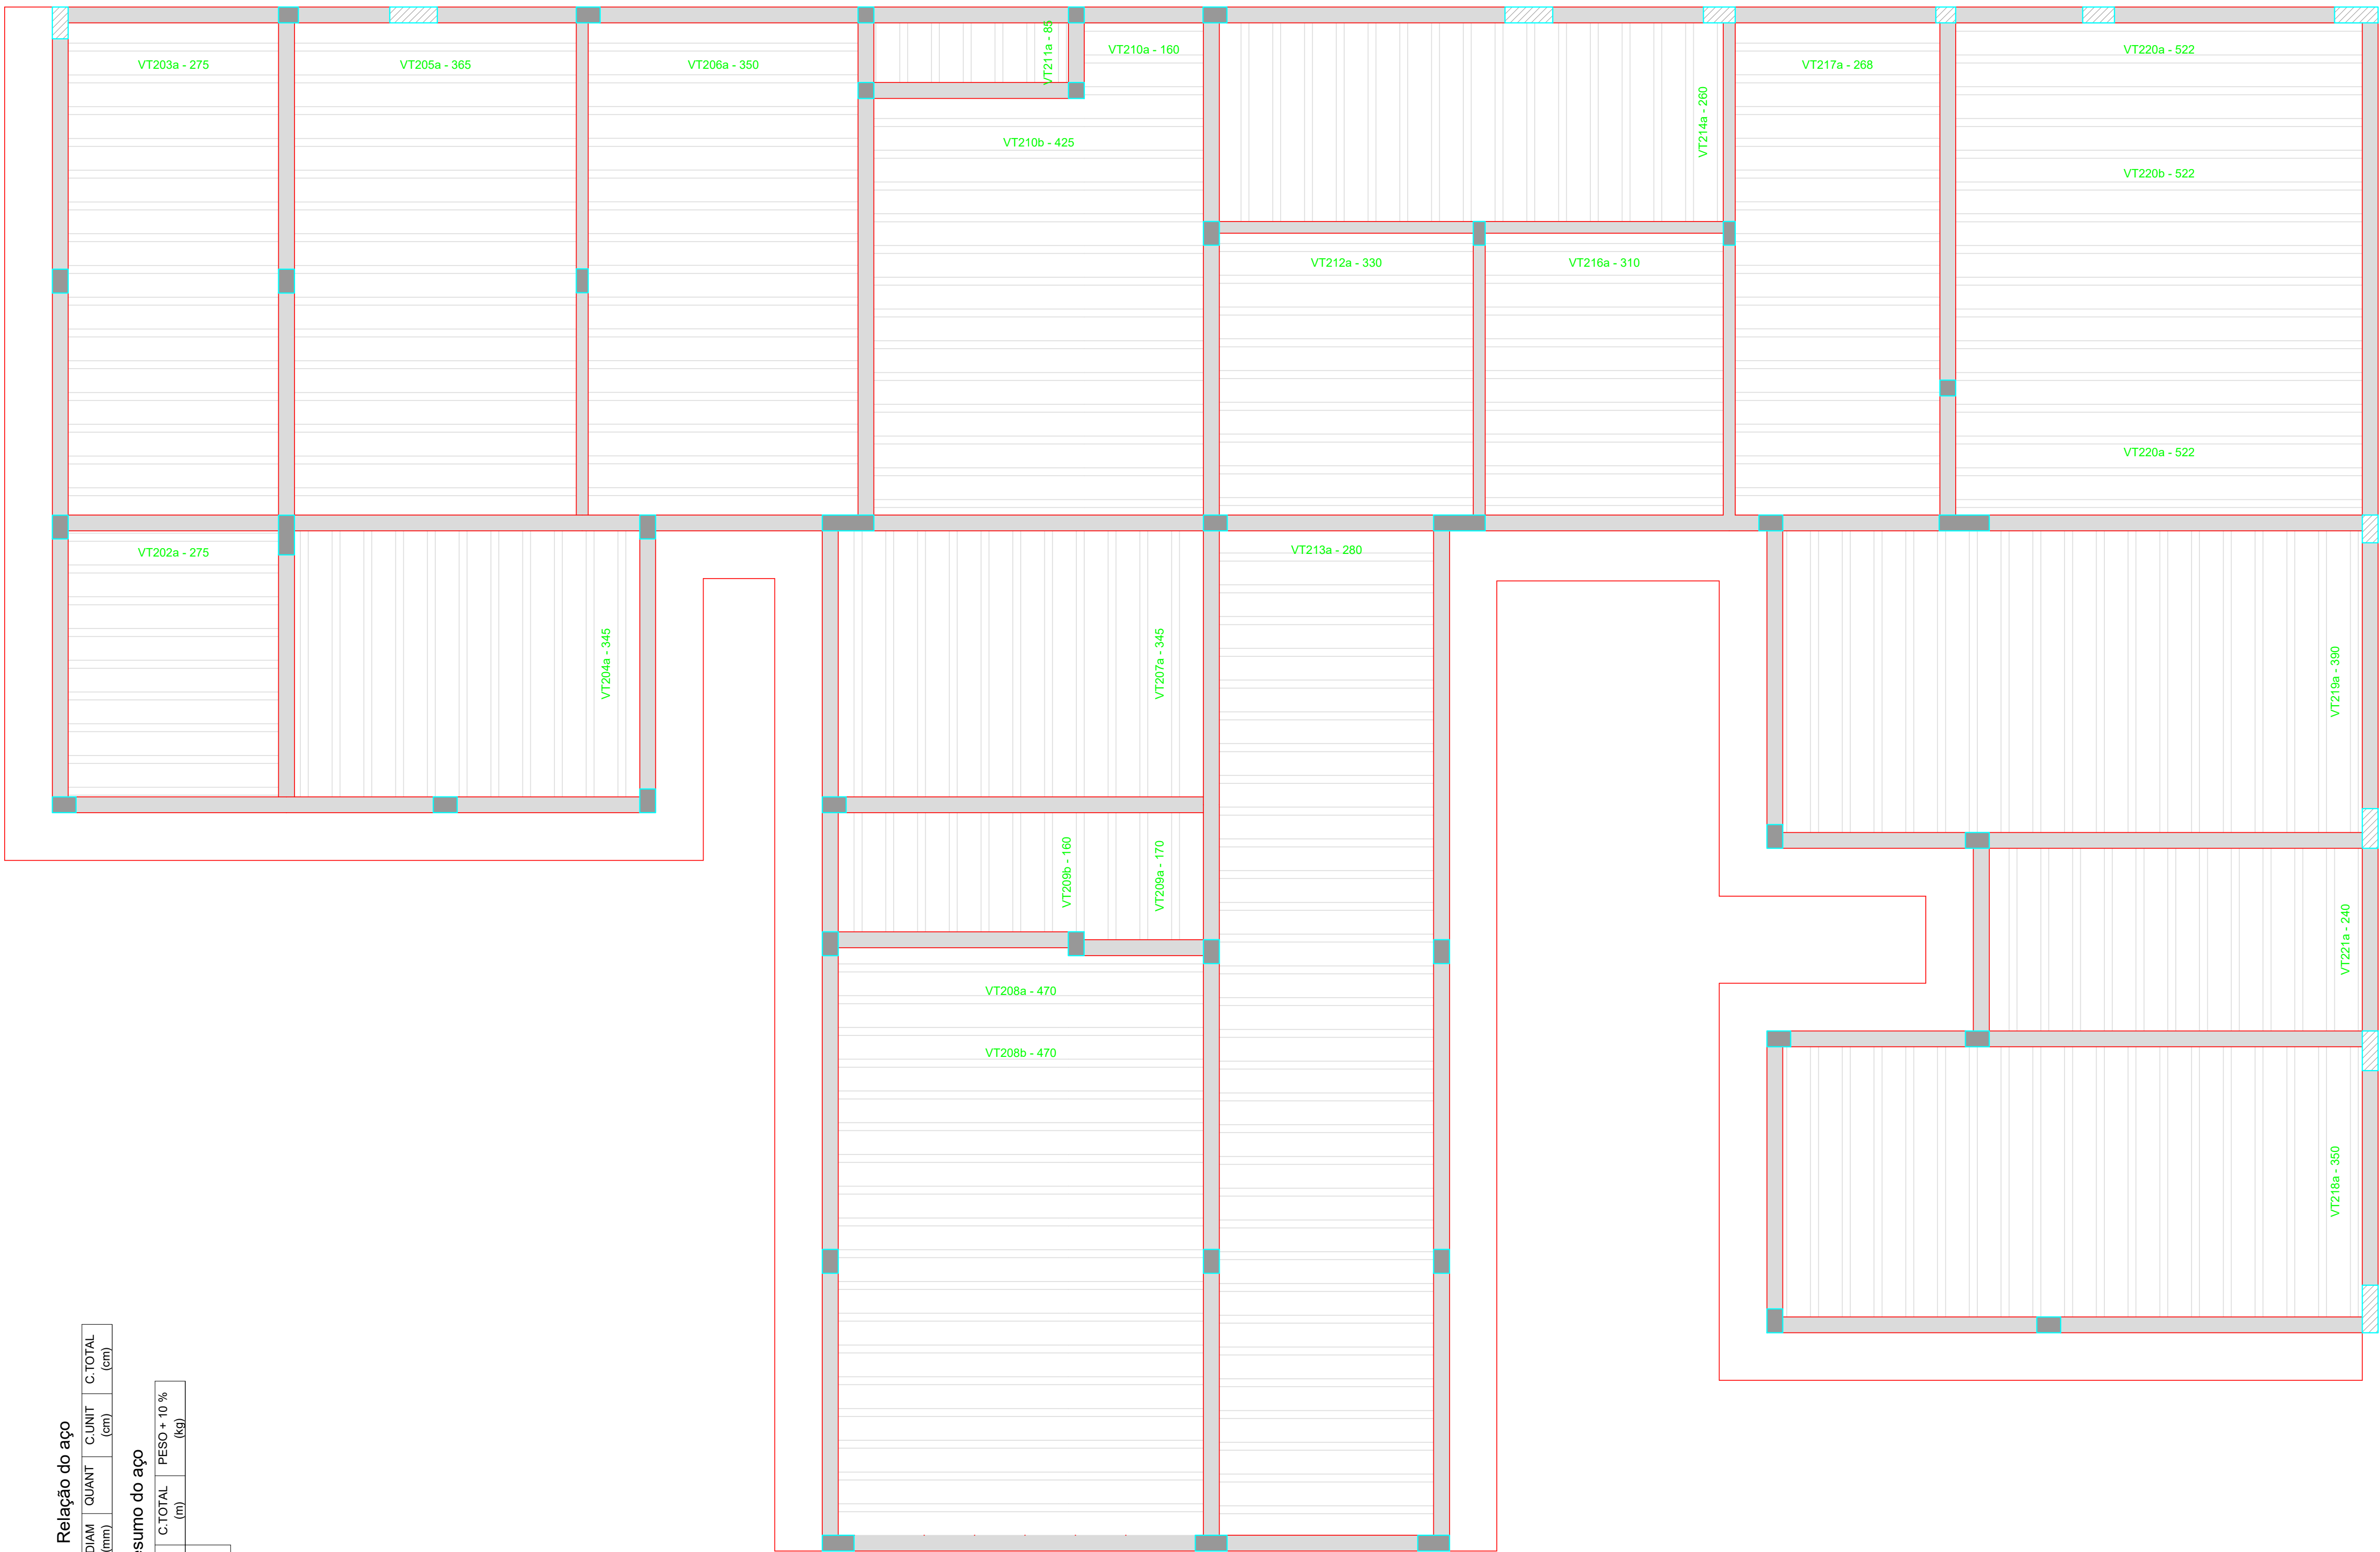 VT203a - 275
VT205a - 365
VT206a - 350
VT211a - 85
VT210a - 160
VT210b - 425
VT214a - 260
VT217a - 268
VT220a - 522
VT220b - 522
VT212a - 330
VT216a - 310
VT220a - 522
VT202a - 275
VT204a - 345
VT207a - 345
VT213a - 280
VT219a - 390
VT209b - 160
VT209a - 170
VT221a - 240
VT208a - 470
VT208b - 470
VT218a - 350
Relação do aço
DIAM
(mm)
QUANT
C.UNIT
(cm)
C.TOTAL
(cm)
esumo do aço
C.TOTAL
(m)
PESO + 10 %
(kg)